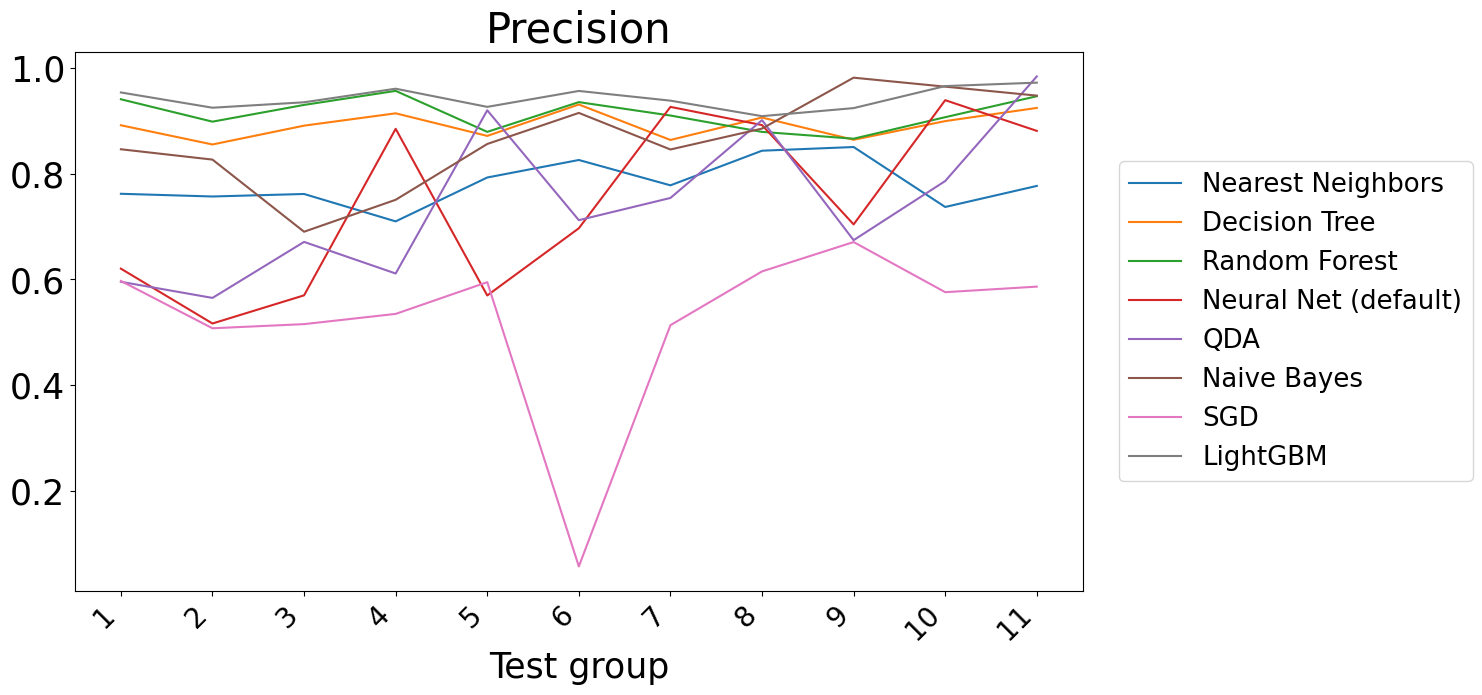 Precision
1.0
0.8
0.6
0.4
0.2
1
2
3
4
5
6
7
8
9
10
11
Test group
Nearest Neighbors
Decision Tree
Random Forest
Neural Net (default)
QDA
Naive Bayes
SGD
LightGBM